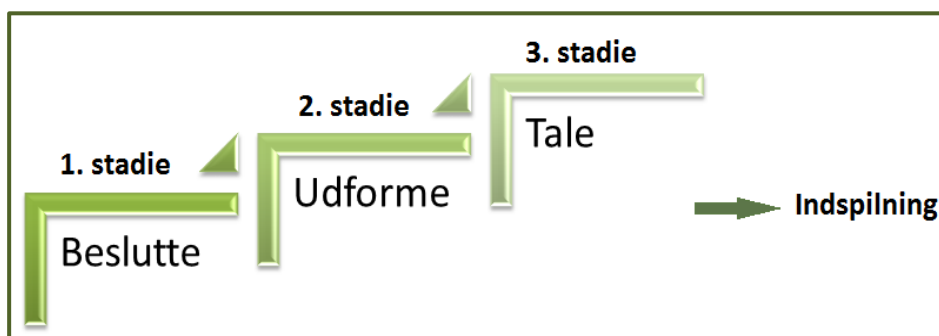 1. stadie
Beslutte
2. stadie
Udforme
3. stadie
Tale
Indspilning